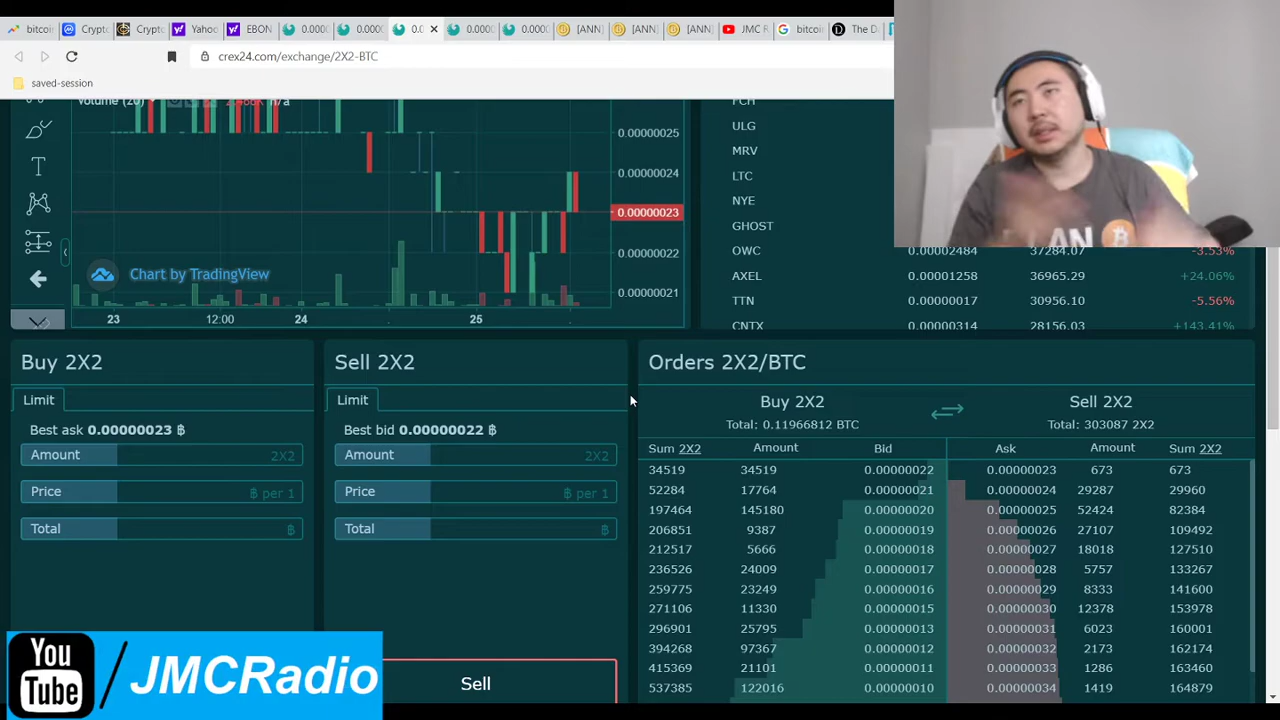 bitcoin
Crypto
Crypto
Yahoo
EBON
0.000
0.0000
0.0
0.0000
0.0000
[ANN]
[ANN]
[ANN]
JMC R
bitcoin
The D
crex24.com/exchange/2X2-BTC
saved-session
Volume (20)
n/a
0.00000025
0.00000024
0.00000023
0.00000022
0.00000021
T
Chart by TradingView
23 12:00 24 25
FCH
ULG
MRV
LTC
NYE
GHOST
OWC 0.00002484 37284.07 -3.53%
AXEL 0.00001258 36965.29 +24.06%
TTN 0.00000017 30956.10 -5.56%
CNTX 0.00000314 28156.03 +143.41%
LAN
Buy 2X2
Limit
Best ask 0.00000023 ฿
Amount 2X2
Price ฿ per 1
Total ฿
Sell 2X2
Limit
Best bid 0.00000022 ฿
Amount 2X2
Price ฿ per 1
Total ฿
Sell
Orders 2X2/BTC
Buy 2X2 Sell 2X2
Total: 0.11966812 BTC Total: 303087 2X2
Sum 2X2 Amount Bid Ask Amount Sum 2X2
34519 34519 0.00000022 0.00000023 673 673
52284 17764 0.00000021 0.00000024 29287 29960
197464 145180 0.00000020 0.00000025 52424 82384
206851 9387 0.00000019 0.00000026 27107 109492
212517 5666 0.00000018 0.00000027 18018 127510
236526 24009 0.00000017 0.00000028 5757 133267
259775 23249 0.00000016 0.00000029 8333 141600
271106 11330 0.00000015 0.00000030 12378 153978
296901 25795 0.00000013 0.00000031 6023 160001
394268 97367 0.00000012 0.00000032 2173 162174
415369 21101 0.00000011 0.00000033 1286 163460
537385 122016 0.00000010 0.00000034 1419 164879
You
Tube
/JMCRadio